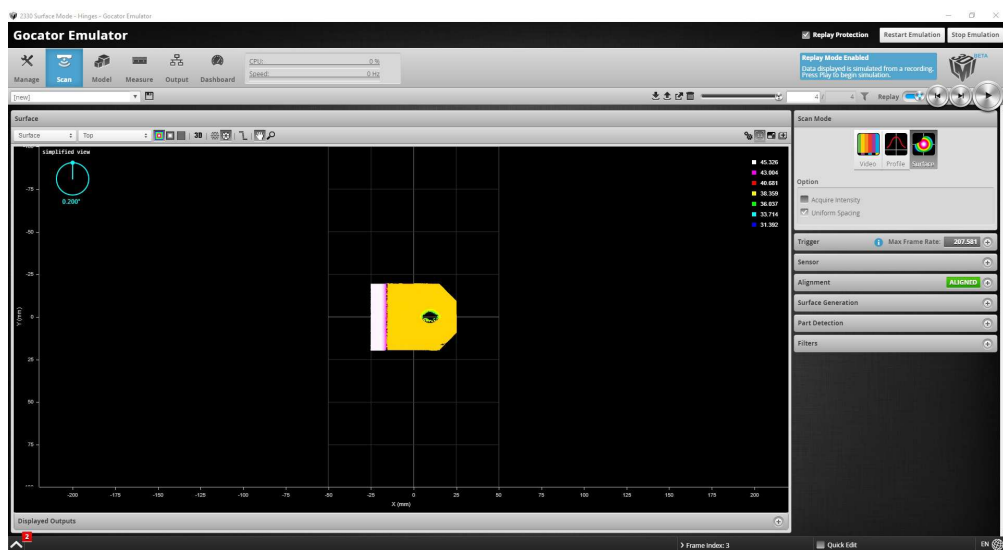 2330 Surface Mode - Hinges - Gocator Emulator
Gocator Emulator
Replay Protection
Restart Emulation
Stop Emulation
Manage
Scan
Model
Measure
Output
Dashboard
CPU: 0 %
Speed: 0 Hz
Replay Mode Enabled
Data displayed is simulated from a recording.
Press Play to begin simulation.
BETA
[new]
4 / 4
Replay
Surface
Surface
Top
3D
simplified view
0.200°
45.326
43.004
40.681
38.359
36.037
33.714
31.392
-75
-50
-25
0
25
50
75
Y (mm)
-200 -175 -150 -125 -100 -75 -50 -25 0 25 50 75 100 125 150 175 200
X (mm)
Displayed Outputs
Scan Mode
Video
Profile
Surface
Option
Acquire Intensity
Uniform Spacing
Trigger
Max Frame Rate: 207.581
Sensor
Alignment
ALIGNED
Surface Generation
Part Detection
Filters
2
Frame Index: 3
Quick Edit
EN